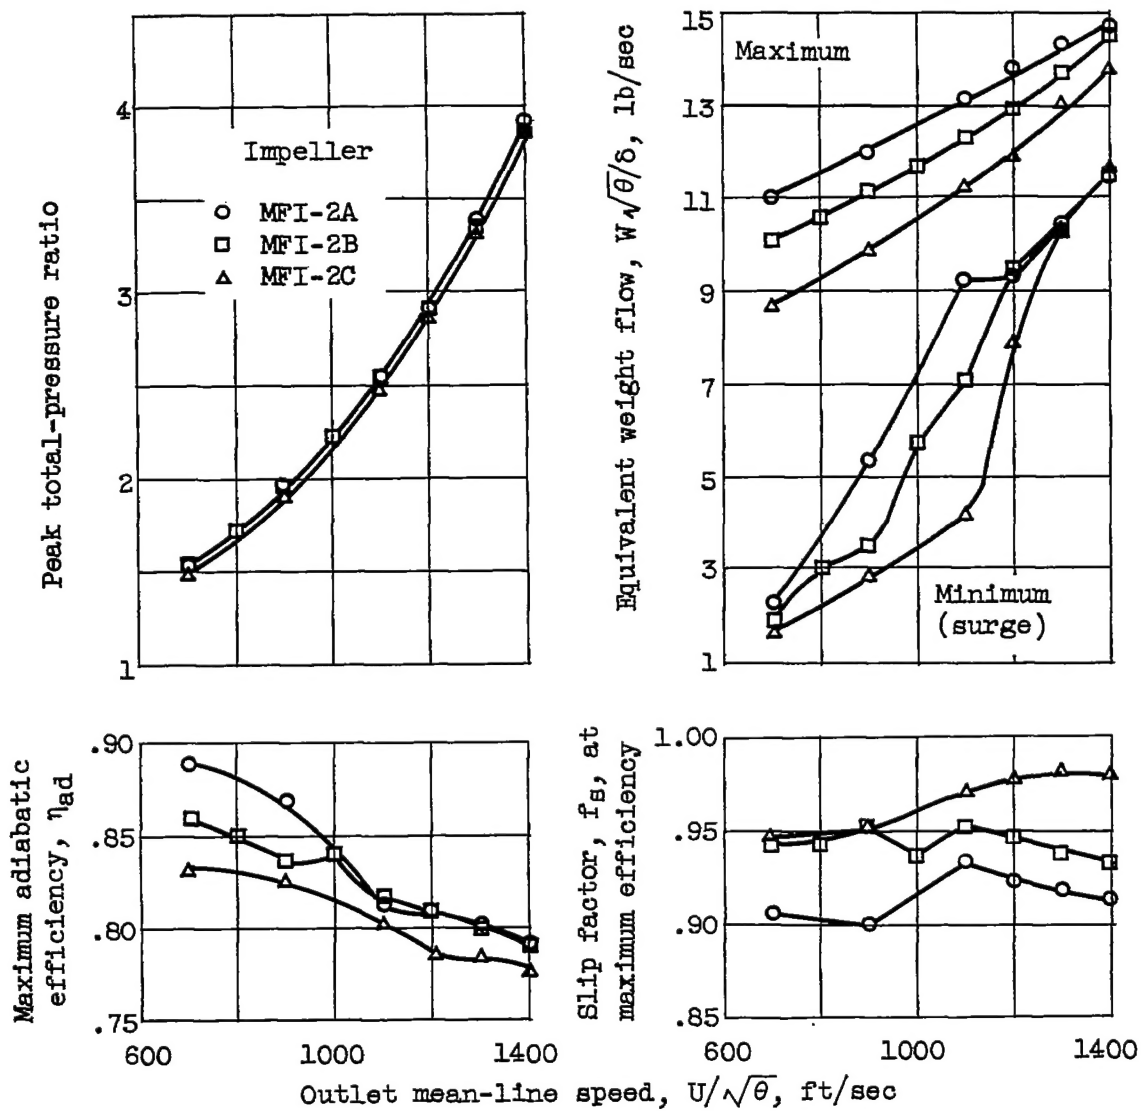 Peak total-pressure ratio
4
3
2
1
Impeller
MFI-2A
MFI-2B
MFI-2C
Equivalent weight flow, W√θ/δ, lb/sec
15
13
11
9
7
5
3
1
Maximum
Minimum
(surge)
Maximum adiabatic
efficiency, ηad
.90
.85
.80
.75
600
1000
1400
Slip factor, fs, at
maximum efficiency
1.00
.95
.90
.85
600
1000
1400
Outlet mean-line speed, U/√θ, ft/sec